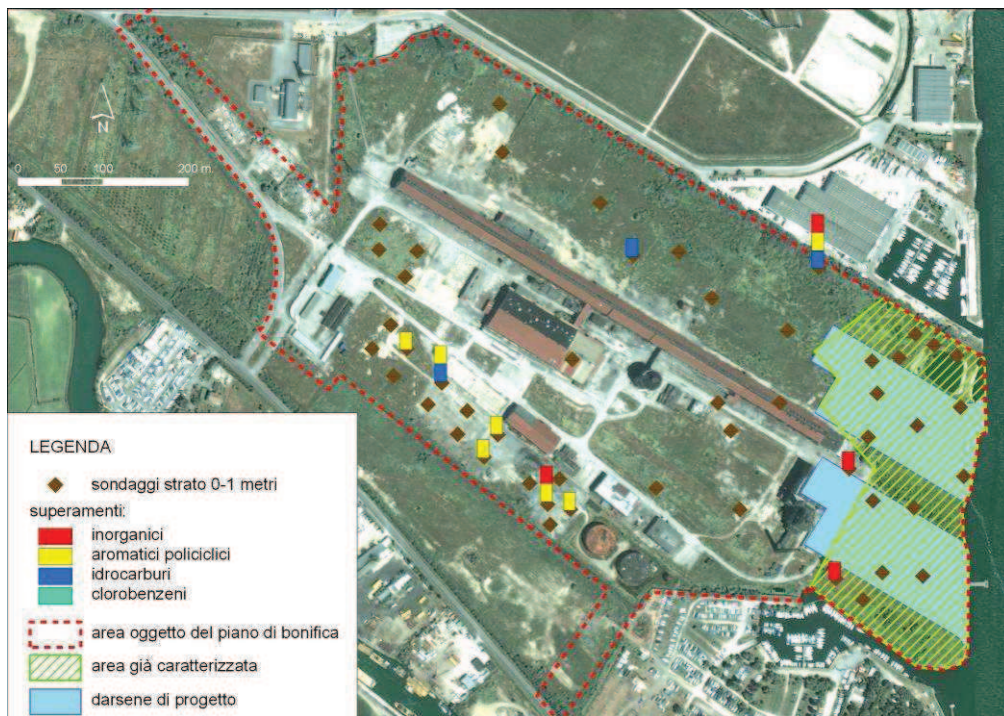 N
0 50 100 200 m.
LEGENDA
sondaggi strato 0-1 metri
superamenti:
inorganici
aromatici policiclici
idrocarburi
clorobenzeni
area oggetto del piano di bonifica
area già caratterizzata
darsene di progetto